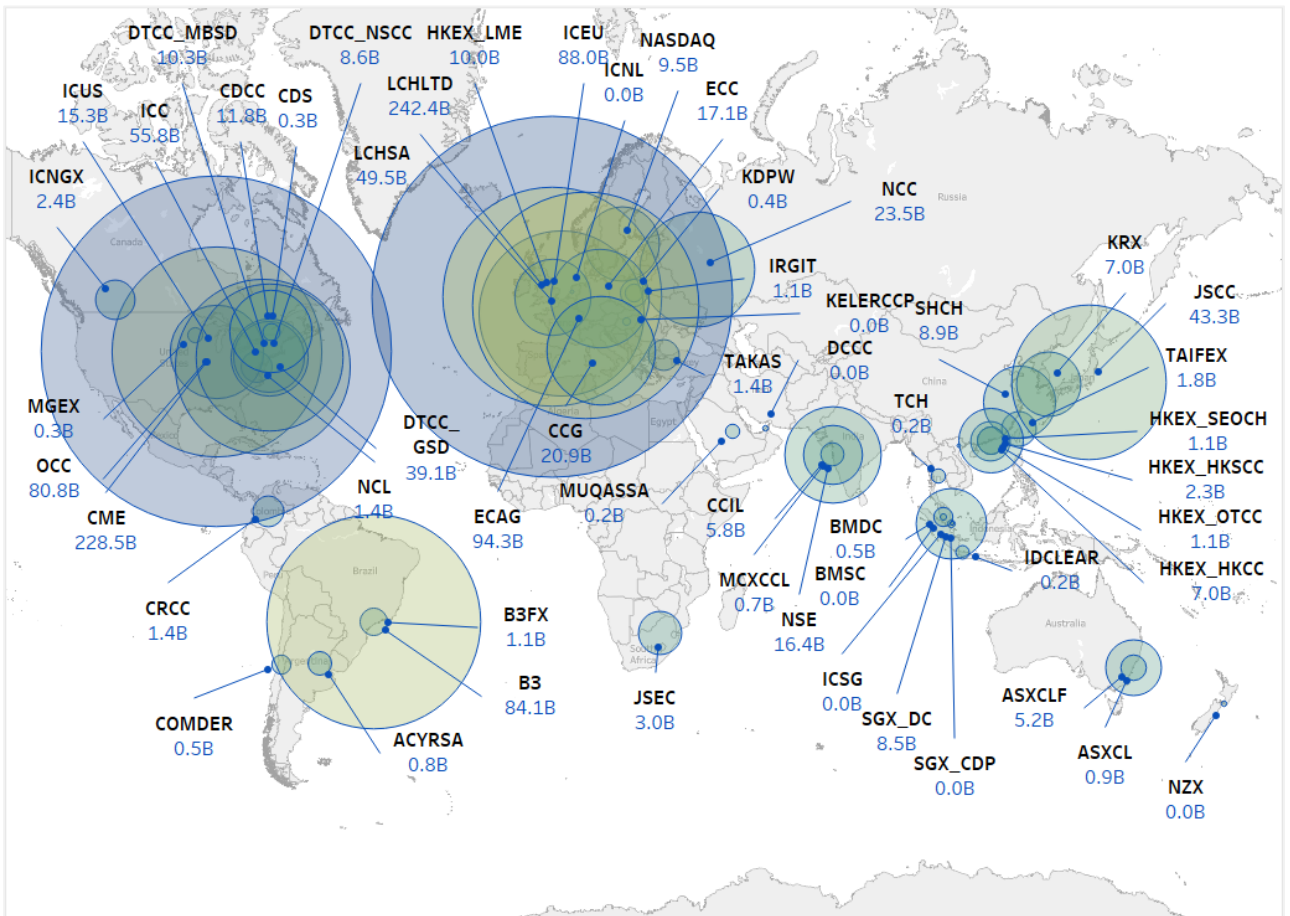 DTCC_MBSD
10.3B
DTCC_NSCC
8.6B
HKEX_LME
10.0B
ICEU
88.0B
NASDAQ
9.5B
ICNL
0.0B
ICUS
15.3B
ICC
55.8B
CDCC
11.8B
CDS
0.3B
LCHLTD
242.4B
ECC
17.1B
LCHSA
49.5B
ICNGX
2.4B
KDPW
0.4B
NCC
23.5B
Russia
Canada
KRX
7.0B
IRGIT
1.1B
JSCC
43.3B
KELERCCP
0.0B
SHCH
8.9B
TAKAS
1.4B
DCCC
0.0B
TAIFEX
1.8B
China
MGEX
0.3B
TCH
0.2B
HKEX_SEOCH
1.1B
OCC
80.8B
DTCC_
GSD
39.1B
CCG
20.9B
Algeria
Egypt
India
HKEX_HKSCC
2.3B
CME
228.5B
NCL
1.4B
ECAG
94.3B
MUQASSA
0.2B
CCIL
5.8B
BMDC
0.5B
Indonesia
HKEX_OTCC
1.1B
IDCLEAR
0.2B
HKEX_HKCC
7.0B
Brazil
MCXCCL
0.7B
BMSC
0.0B
CRCC
1.4B
B3FX
1.1B
NSE
16.4B
Australia
South
Africa
Argentina
B3
84.1B
JSEC
3.0B
ICSG
0.0B
ASXCLF
5.2B
COMDER
0.5B
ACYRSA
0.8B
SGX_DC
8.5B
SGX_CDP
0.0B
ASXCL
0.9B
NZX
0.0B